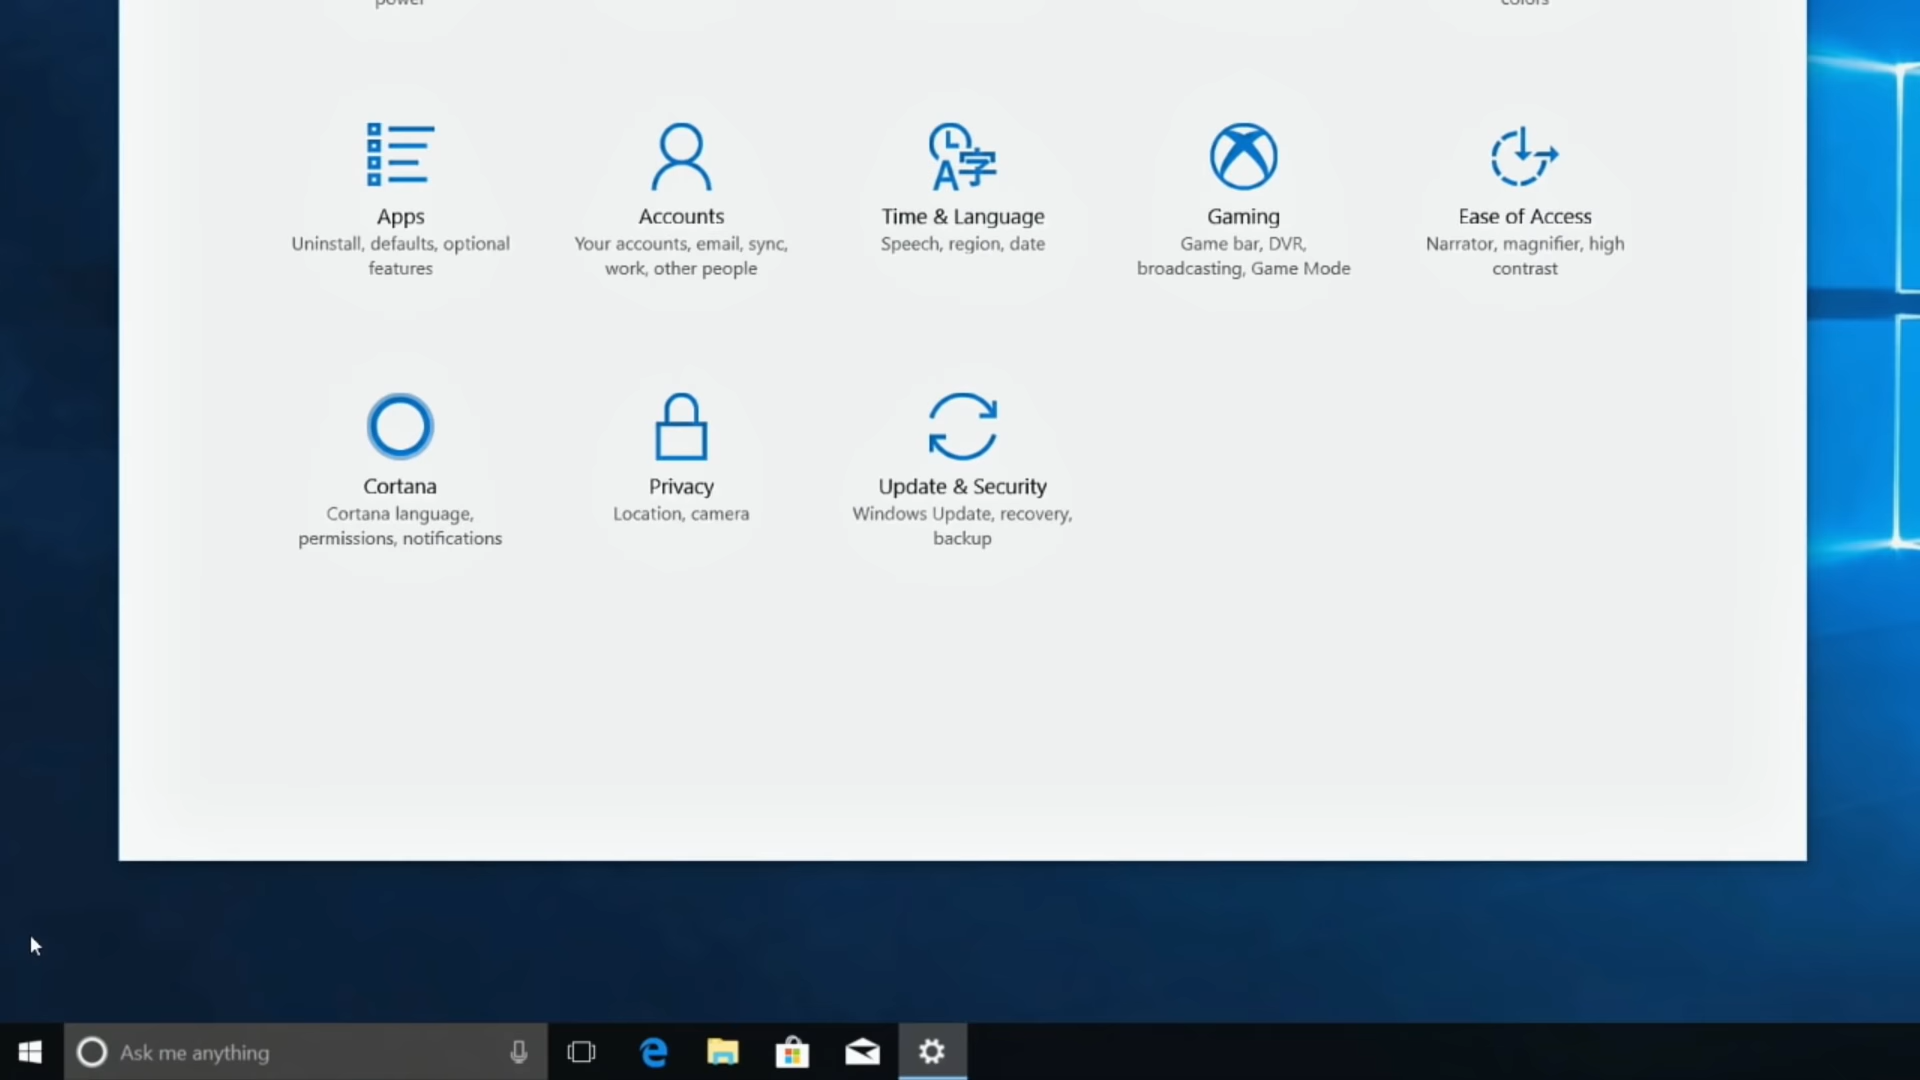 power
colors
Apps
Uninstall, defaults, optional
features
Accounts
Your accounts, email, sync,
work, other people
Time & Language
Speech, region, date
Gaming
Game bar, DVR,
broadcasting, Game Mode
Ease of Access
Narrator, magnifier, high
contrast
Cortana
Cortana language,
permissions, notifications
Privacy
Location, camera
Update & Security
Windows Update, recovery,
backup
Ask me anything